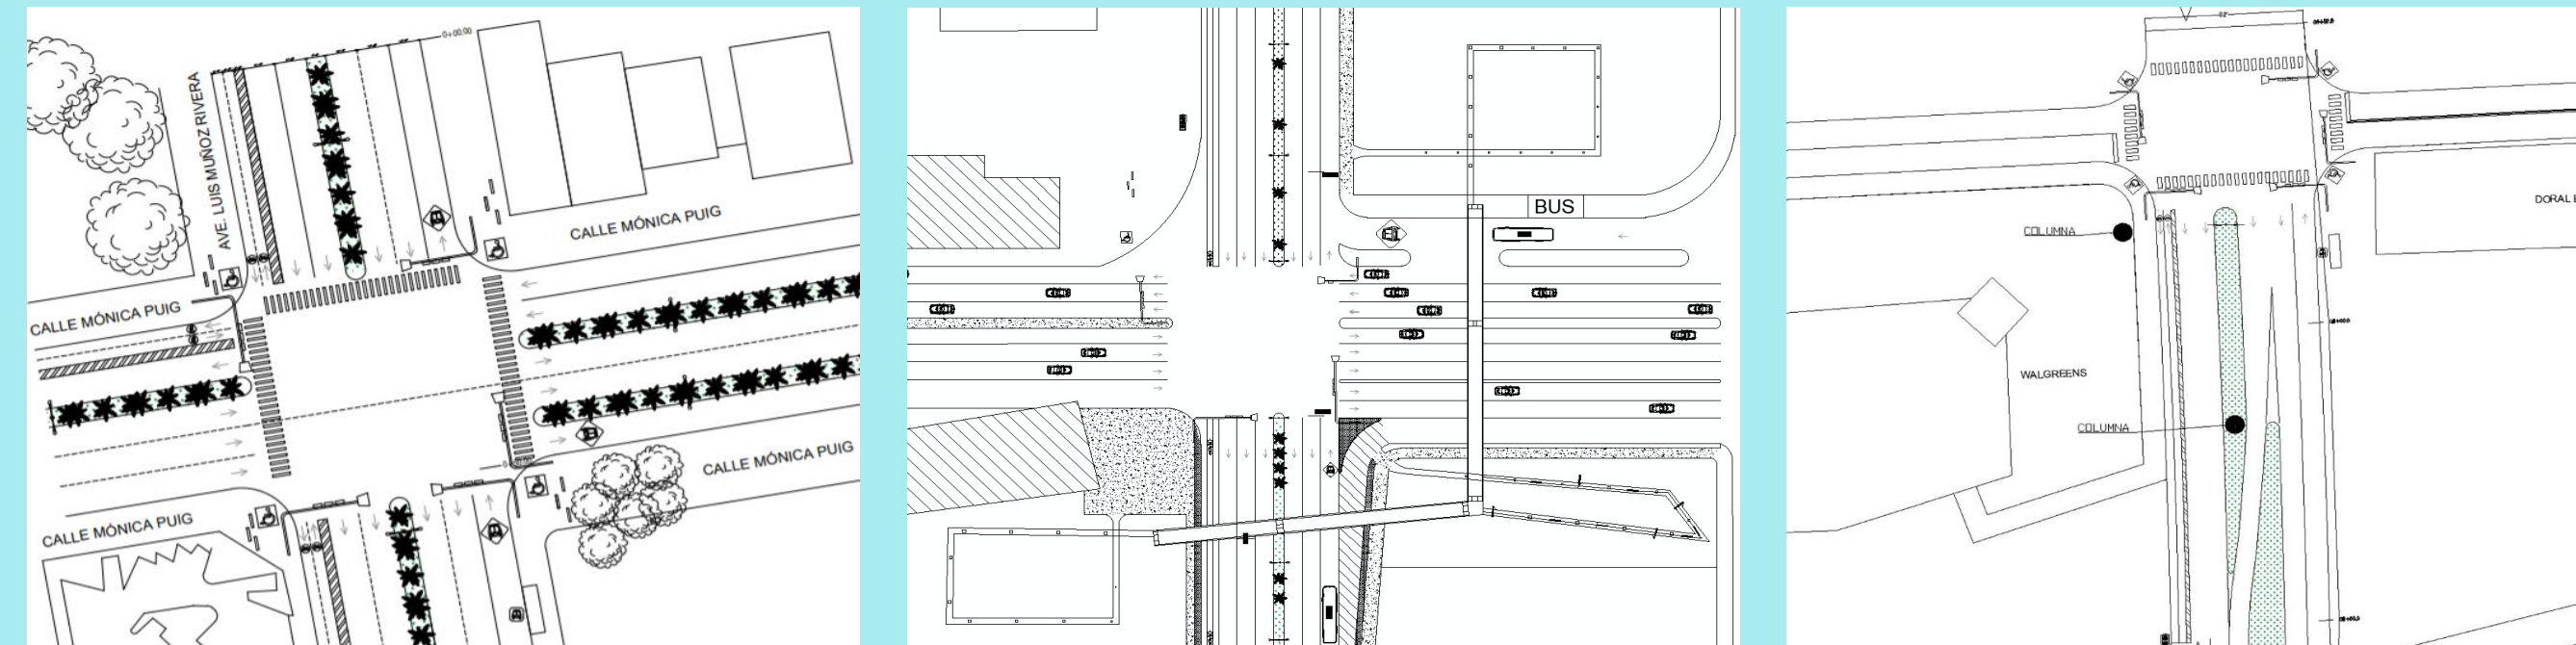 0+00.00
AVE. LUIS MUÑOZ RIVERA
CALLE MÓNICA PUIG
CALLE MÓNICA PUIG
CALLE MÓNICA PUIG
CALLE MÓNICA PUIG
BUS
COLUMNA
WALGREENS
COLUMNA